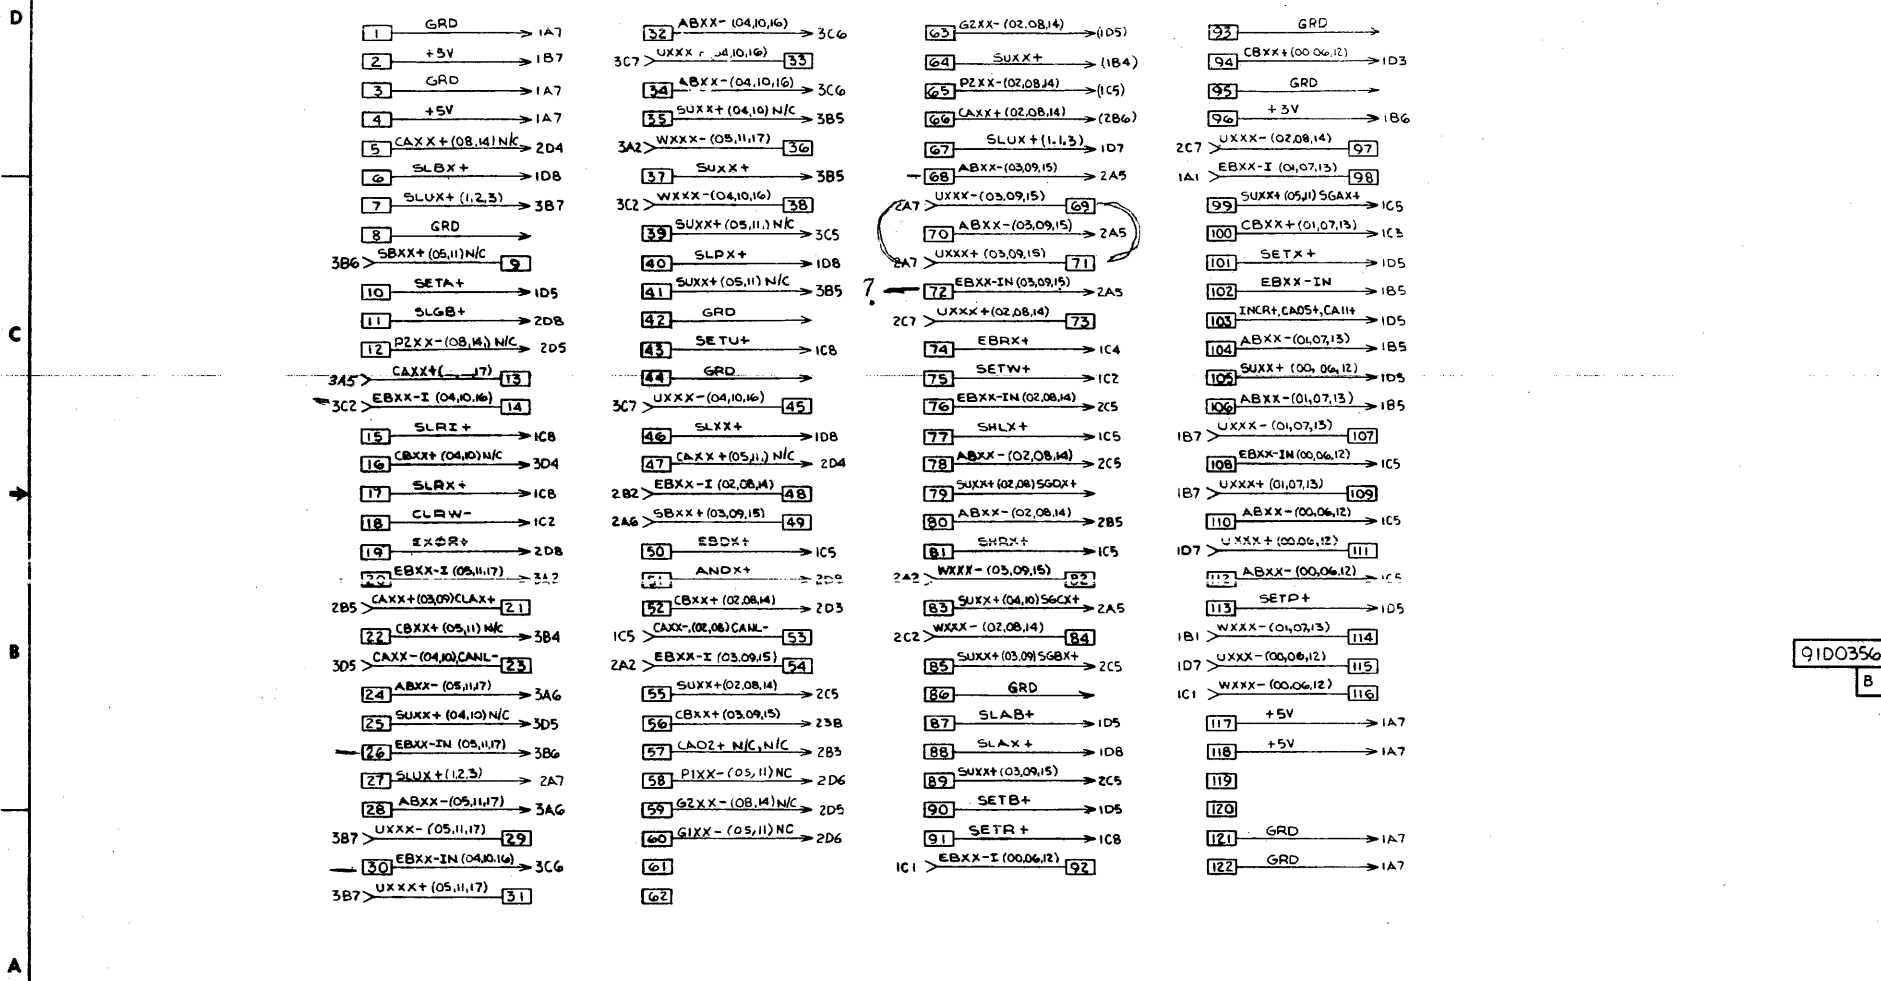 D
1 GRD 1A7
2 +5V 1B7
3 GRD 1A7
4 +5V 1A7
5 CAXX+(08,14) N/C 2D4
6 SLBX+ 1D8
7 SLUX+ (1,2,3) 3B7
8 GRD
3B6 SBXX+ (05,11) N/C 9
10 SETA+ 1D5
11 SLGB+ 2D8
C
12 P2XX-(08,14) N/C 2D5
3A5 CAXX+( 17) 13
3C2 EBXX-I (04,10,16) 14
15 SLRI+ 1C8
16 CBXX+ (04,10) N/C 3D4
17 SLRX+ 1C8
18 CLRW- 1C2
19 EXØR+ 2D8
20 EBXX-I (05,11,17) 3A2
2B5 CAXX+(03,09)CLAX+ 21
22 CBXX+ (05,11) N/C 3B4
B
3D5 CAXX-(04,10),CANL- 23
24 ABXX- (05,11,17) 3A6
25 SUXX+ (04,10) N/C 3D5
26 EBXX-IN (05,11,17) 3B6
27 SLUX+(1,2,3) 2A7
28 ABXX-(05,11,17) 3A6
3B7 UXXX- (05,11,17) 29
30 EBXX-IN (04,10,16) 3C6
3B7 UXXX+ (05,11,17) 31
A
32 ABXX- (04,10,16) 3C6
3C7 UXXX 04,10,16) 33
34 ABXX-(04,10,16) 3C6
35 SUXX+(04,10) N/C 3B5
3A2 WXXX-(05,11,17) 36
37 SUXX+ 3B5
3C2 WXXX-(04,10,16) 38
39 SUXX+ (05,11,) N/C 3C5
40 SLPX+ 1D8
41 SUXX+ (05,11) N/C 3B5
42 GRD
43 SETU+ 1C8
44 GRD
3C7 UXXX-(04,10,16) 45
46 SLXX+ 1D8
47 CAXX+(05,11,) N/C 2D4
2B2 EBXX-I (02,08,14) 48
2A6 SBXX+(03,09,15) 49
50 EBDX+ 1C5
51 ANDX+ 2D8
52 CBXX+ (02,08,14) 2D3
1C5 CAXX-,(02,08) CANL- 53
2A2 EBXX-I (03,09,15) 54
55 SUXX+(02,08,14) 2C5
56 CBXX+(03,09,15) 23B
57 CA02+ N/C, N/C 2B3
58 P1XX-(05,11) NC 2D6
59 G2XX-(08,14) N/C 2D5
60 G1XX-(05,11) NC 2D6
61
62
63 G2XX-(02,08,14) (1D5)
64 SUXX+ (1B4)
65 P2XX-(02,08,14) (1C5)
66 CAXX+(02,08,14) (2B6)
67 SLUX+(1,1,3) 1D7
68 ABXX-(03,09,15) 2A5
2A7 UXXX-(03,09,15) 69
70 ABXX-(03,09,15) 2A5
2A7 UXXX+ (03,09,15) 71
? 72 EBXX-IN(03,09,15) 2A5
2C7 UXXX+(02,08,14) 73
74 EBRX+ 1C4
75 SETW+ 1C2
76 EBXX-IN(02,08,14) 2C5
77 SHLX+ 1C5
78 ABXX-(02,08,14) 2C5
79 SUXX+(02,08) SGDX+
80 ABXX-(02,08,14) 2B5
81 SHRX+ 1C5
2A2 WXXX-(03,09,15) 82
83 SUXX+(04,10)SGCX+ 2A5
2C2 WXXX-(02,08,14) 84
85 SUXX+(03,09)SGBX+ 2C5
86 GRD
87 SLAB+ 1D5
88 SLAX+ 1D8
89 SUXX+(03,09,15) 2C5
90 SETB+ 1D5
91 SETR+ 1C8
1C1 EBXX-I (00,06,12) 92
93 GRD
94 CBXX+(00,06,12) 1D3
95 GRD
96 +3V 1B6
2C7 UXXX-(02,08,14) 97
1A1 EBXX-I (01,07,13) 98
99 SUXX+(05,11) SGAX+ 1C5
100 CBXX+(01,07,13) 1C3
101 SETX+ 1D5
102 EBXX-IN 1B5
103 INCR+,CA05+,CA11+ 1D5
104 ABXX-(01,07,13) 1B5
105 SUXX+ (00,06,12) 1D5
106 ABXX-(01,07,13) 1B5
1B7 UXXX-(01,07,13) 107
108 EBXX-IN(00,06,12) 1C5
1B7 UXXX+(01,07,13) 109
110 ABXX-(00,06,12) 1C5
1D7 UXXX+(00,06,12) 111
112 ABXX-(00,06,12) 1C5
113 SETP+ 1D5
1B1 WXXX-(01,07,13) 114
1D7 UXXX-(00,06,12) 115
1C1 WXXX-(00,06,12) 116
117 +5V 1A7
118 +5V 1A7
119
120
121 GRD 1A7
122 GRD 1A7
91D0356
B